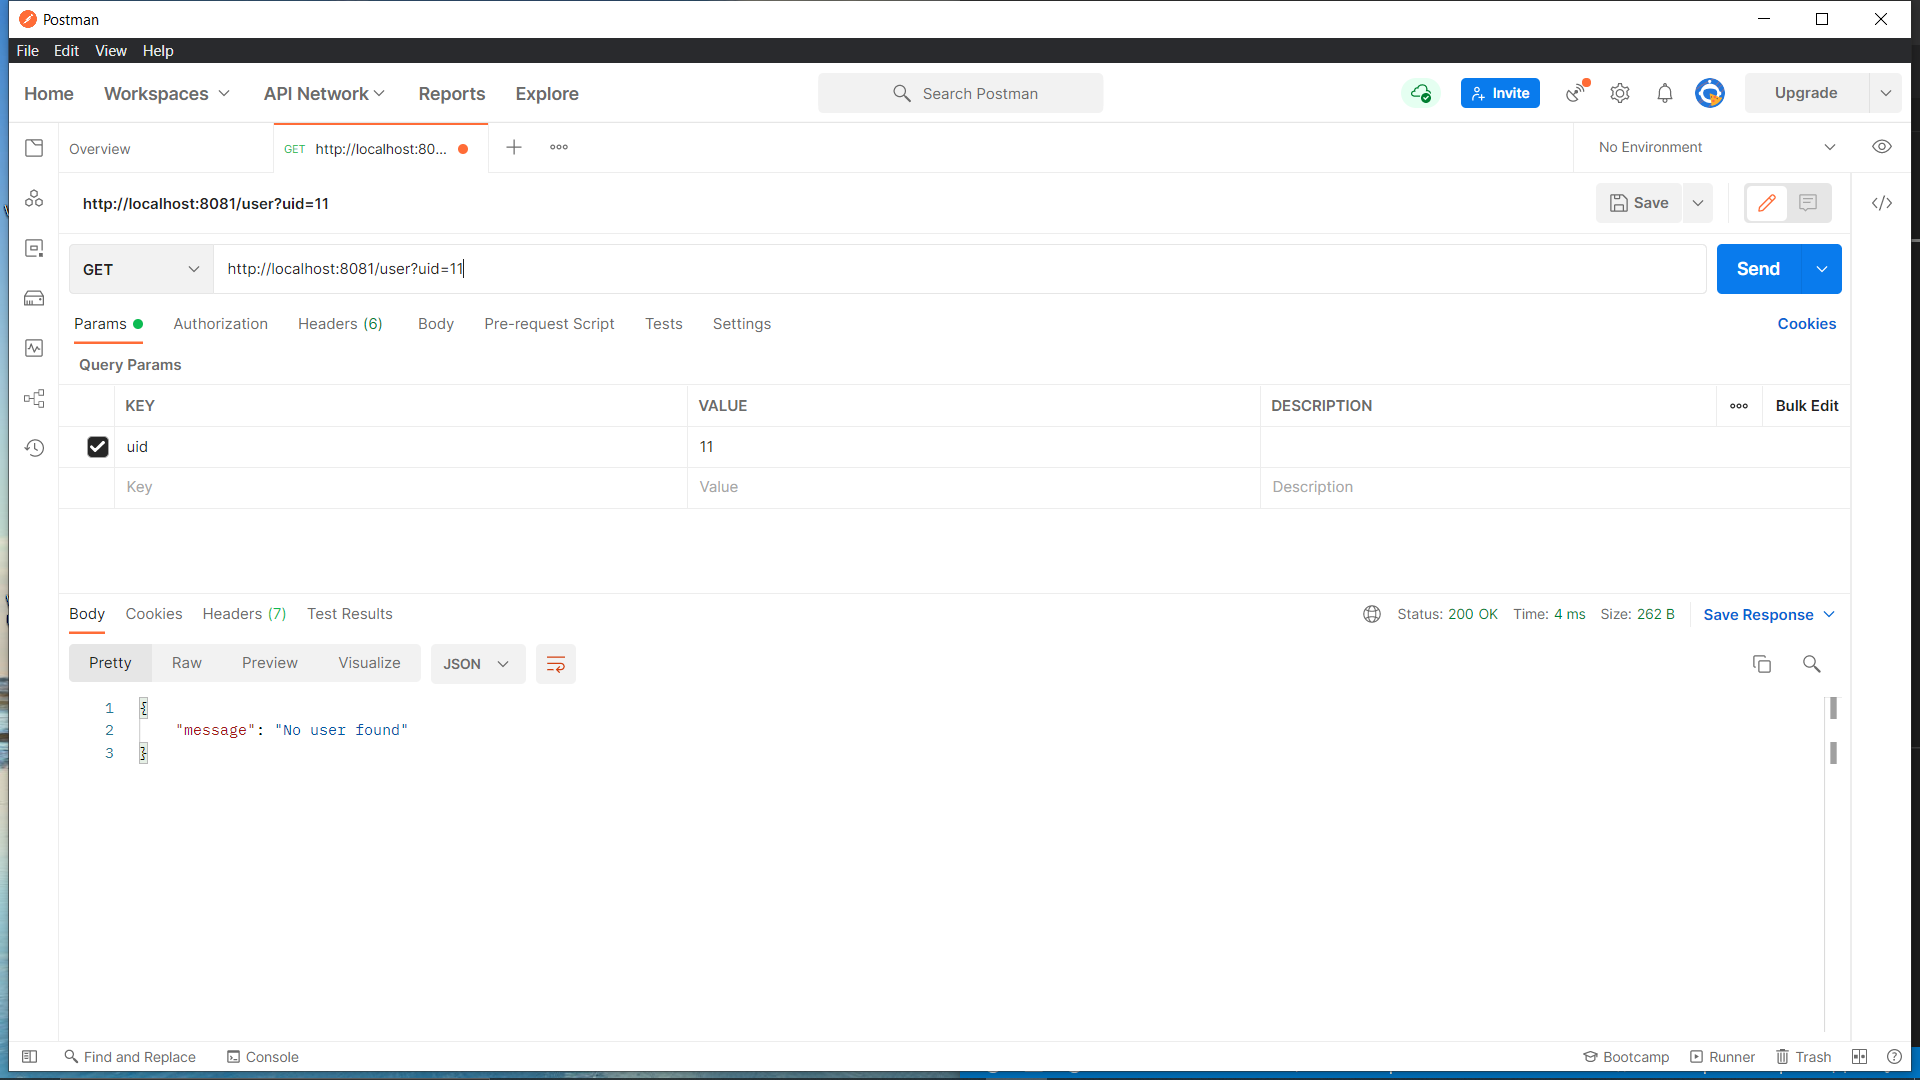 Postman
File Edit View Help
Home Workspaces API Network Reports Explore Search Postman Invite Upgrade
Overview GET http://localhost:80... No Environment
http://localhost:8081/user?uid=11 Save
GET http://localhost:8081/user?uid=11 Send
Params Authorization Headers (6) Body Pre-request Script Tests Settings Cookies
Query Params
KEY VALUE DESCRIPTION Bulk Edit
uid 11
Key Value Description
Body Cookies Headers (7) Test Results Status: 200 OK Time: 4 ms Size: 262 B Save Response
Pretty Raw Preview Visualize JSON
1 {
2 "message": "No user found"
3 }
Find and Replace Console Bootcamp Runner Trash